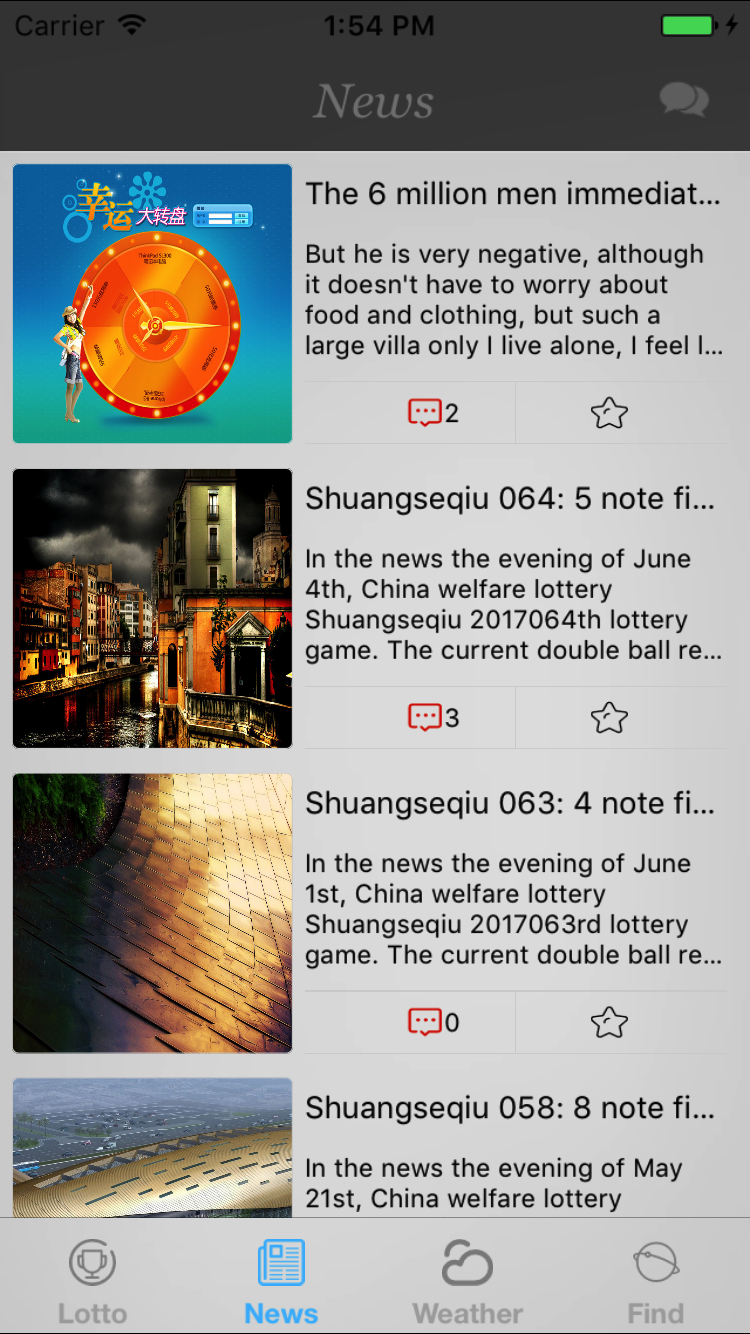 Carrier 1:54 PM
News
幸运大转盘
The 6 million men immediat...
But he is very negative, although
it doesn't have to worry about
food and clothing, but such a
large villa only I live alone, I feel l...
2
Shuangseqiu 064: 5 note fi...
In the news the evening of June
4th, China welfare lottery
Shuangseqiu 2017064th lottery
game. The current double ball re...
3
Shuangseqiu 063: 4 note fi...
In the news the evening of June
1st, China welfare lottery
Shuangseqiu 2017063rd lottery
game. The current double ball re...
0
Shuangseqiu 058: 8 note fi...
In the news the evening of May
21st, China welfare lottery
Lotto News Weather Find